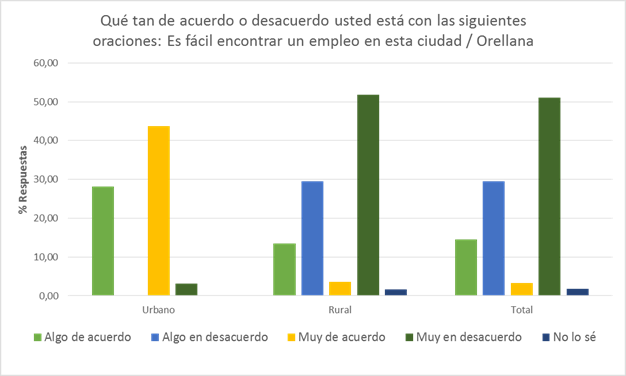 Qué tan de acuerdo o desacuerdo usted está con las siguientes
oraciones: Es fácil encontrar un empleo en esta ciudad / Orellana
60,00
50,00
40,00
30,00
20,00
10,00
0,00
% Respuestas
Urbano Rural Total
Algo de acuerdo Algo en desacuerdo Muy de acuerdo Muy en desacuerdo No lo sé